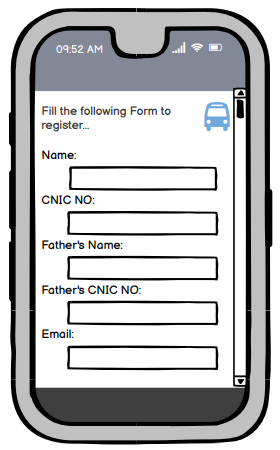 09:52 AM
Fill the following Form to
register...
Name:
CNIC NO:
Father's Name:
Father's CNIC NO:
Email: